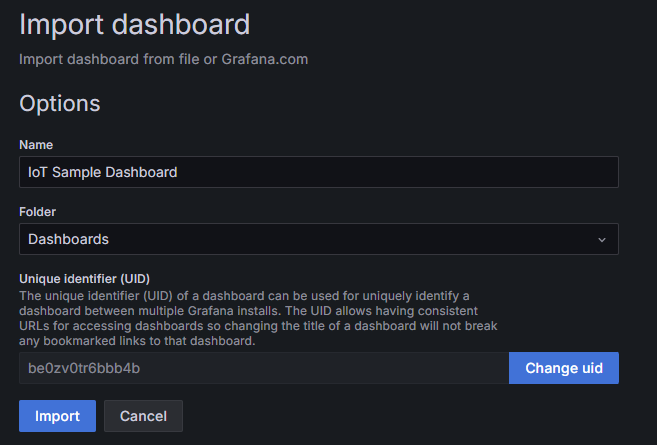 Import dashboard
Import dashboard from file or Grafana.com
Options
Name
IoT Sample Dashboard
Folder
Dashboards
Unique identifier (UID)
The unique identifier (UID) of a dashboard can be used for uniquely identify a
dashboard between multiple Grafana installs. The UID allows having consistent
URLs for accessing dashboards so changing the title of a dashboard will not break
any bookmarked links to that dashboard.
be0zv0tr6bbb4b
Change uid
Import
Cancel